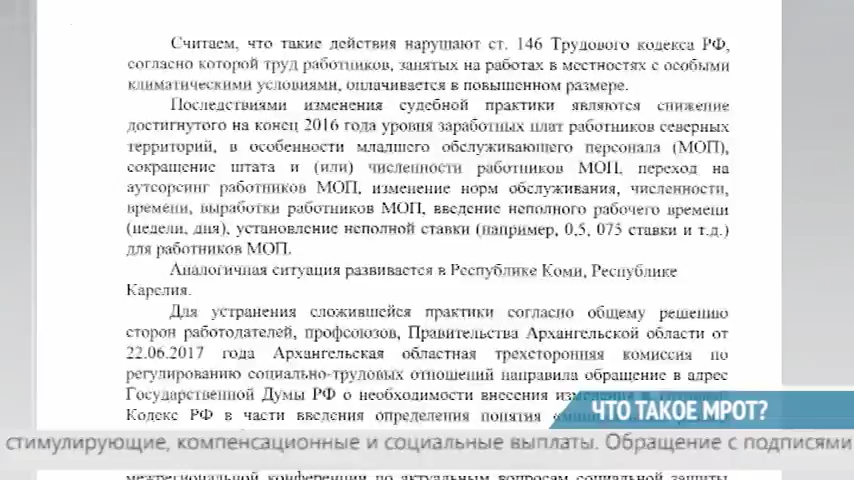 Считаем, что такие действия нарушают ст. 146 Трудового кодекса РФ,
согласно которой труд работников, занятых на работах в местностях с особыми
климатическими условиями, оплачивается в повышенном размере.
Последствиями изменения судебной практики являются снижение
достигнутого на конец 2016 года уровня заработных плат работников северных
территорий, в особенности младшего обслуживающего персонала (МОП),
сокращение штата и (или) численности работников МОП, переход на
аутсорсинг работников МОП, изменение норм обслуживания, численности,
времени, выработки работников МОП, введение неполного рабочего времени
(недели, дня), установление неполной ставки (например, 0,5, 075 ставки и т.д.)
для работников МОП.
Аналогичная ситуация развивается в Республике Коми, Республике
Карелия.
Для устранения сложившейся практики согласно общему решению
сторон работодателей, профсоюзов, Правительства Архангельской области от
22.06.2017 года Архангельская областная трехсторонняя комиссия по
регулированию социально-трудовых отношений направила обращение в адрес
Государственной Думы РФ о необходимости внесения
Кодекс РФ в части введения определения понятия
ЧТО ТАКОЕ МРОТ?
стимулирующие, компенсационные и социальные выплаты. Обращение с подписями
межрегиональной конференции по актуальным вопросам социальной защиты